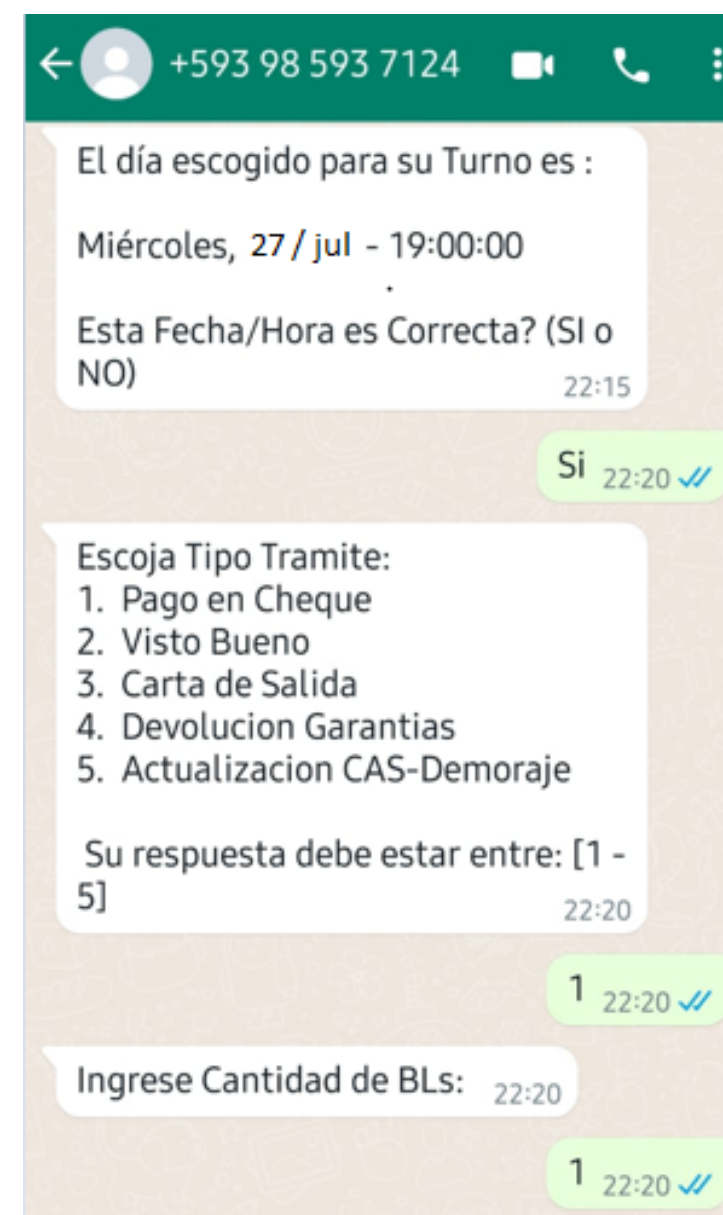 +593 98 593 7124
El día escogido para su Turno es :
Miércoles, 27/ jul - 19:00:00
.
Esta Fecha/Hora es Correcta? (SI o
NO)
22:15
Si 22:20
Escoja Tipo Tramite:
1. Pago en Cheque
2. Visto Bueno
3. Carta de Salida
4. Devolucion Garantias
5. Actualizacion CAS-Demoraje
Su respuesta debe estar entre: [1 -
5]
22:20
1 22:20
Ingrese Cantidad de BLs: 22:20
1 22:20